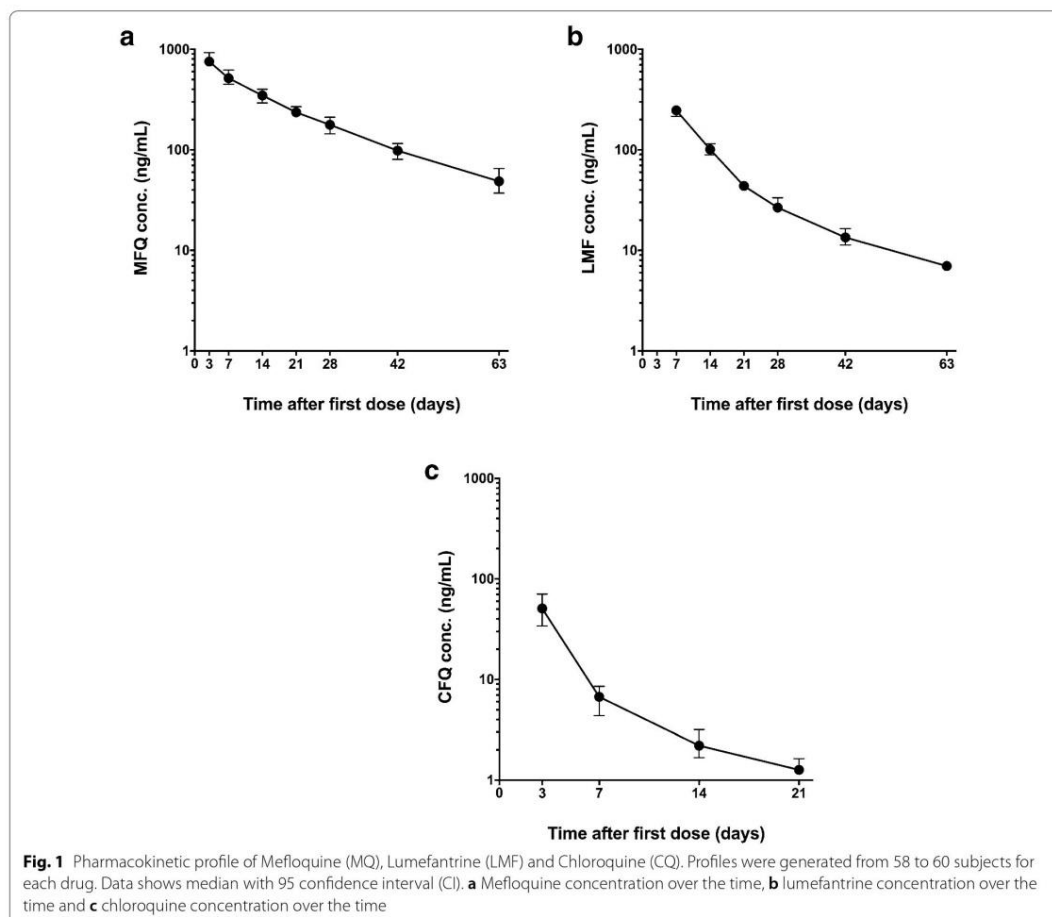 a
1000
100
10
1
MFQ conc. (ng/mL)
0 3 7 14 21 28 42 63
Time after first dose (days)
b
1000
100
10
1
LMF conc. (ng/mL)
0 3 7 14 21 28 42 63
Time after first dose (days)
c
1000
100
10
1
CFQ conc. (ng/mL)
0 3 7 14 21
Time after first dose (days)
Fig. 1 Pharmacokinetic profile of Mefloquine (MQ), Lumefantrine (LMF) and Chloroquine (CQ). Profiles were generated from 58 to 60 subjects for
each drug. Data shows median with 95 confidence interval (CI). a Mefloquine concentration over the time, b lumefantrine concentration over the
time and c chloroquine concentration over the time